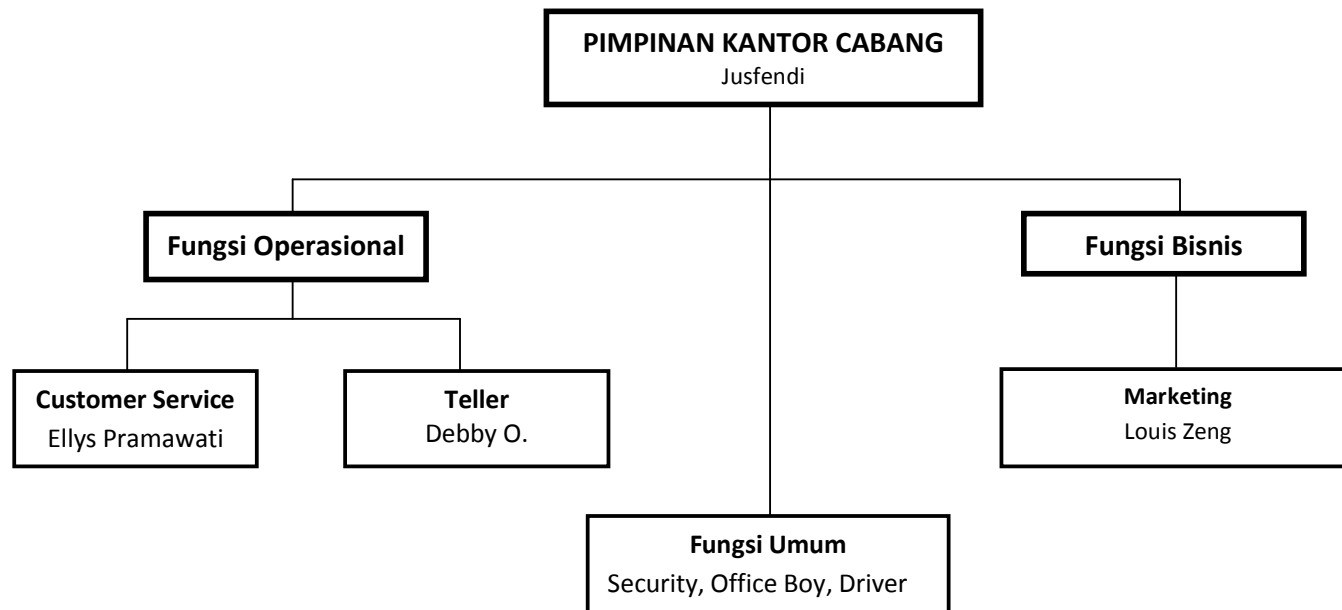 PIMPINAN KANTOR CABANG
Jusfendi
Fungsi Operasional
Fungsi Bisnis
Customer Service
Ellys Pramawati
Teller
Debby O.
Marketing
Louis Zeng
Fungsi Umum
Security, Office Boy, Driver